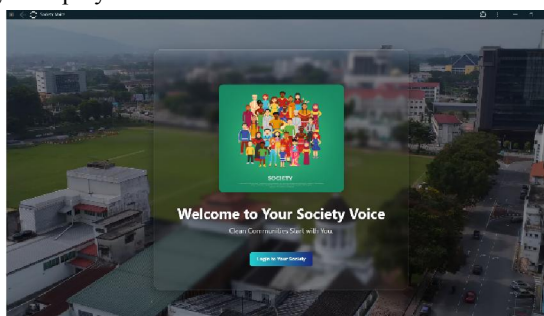 Society Voice
SOCIETY
Welcome to Your Society Voice
Clean Communities Start with You.
Login to Your Society